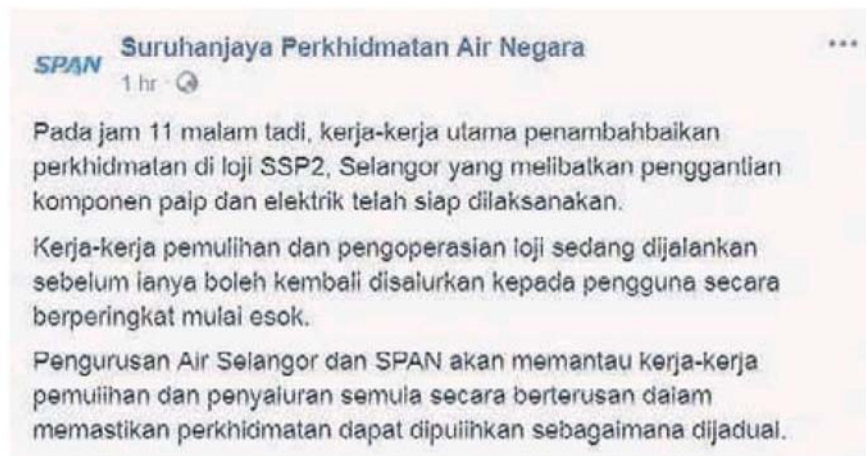 SPAN
Suruhanjaya Perkhidmatan Air Negara
1 hr ·
Pada jam 11 malam tadi, kerja-kerja utama penambahbaikan
perkhidmatan di loji SSP2, Selangor yang melibatkan penggantian
komponen paip dan elektrik telah siap dilaksanakan.
Kerja-kerja pemulihan dan pengoperasian loji sedang dijalankan
sebelum ianya boleh kembali disalurkan kepada pengguna secara
berperingkat mulai esok.
Pengurusan Air Selangor dan SPAN akan memantau kerja-kerja
pemulihan dan penyaluran semula secara berterusan dalam
memastikan perkhidmatan dapat dipulihkan sebagaimana dijadual.